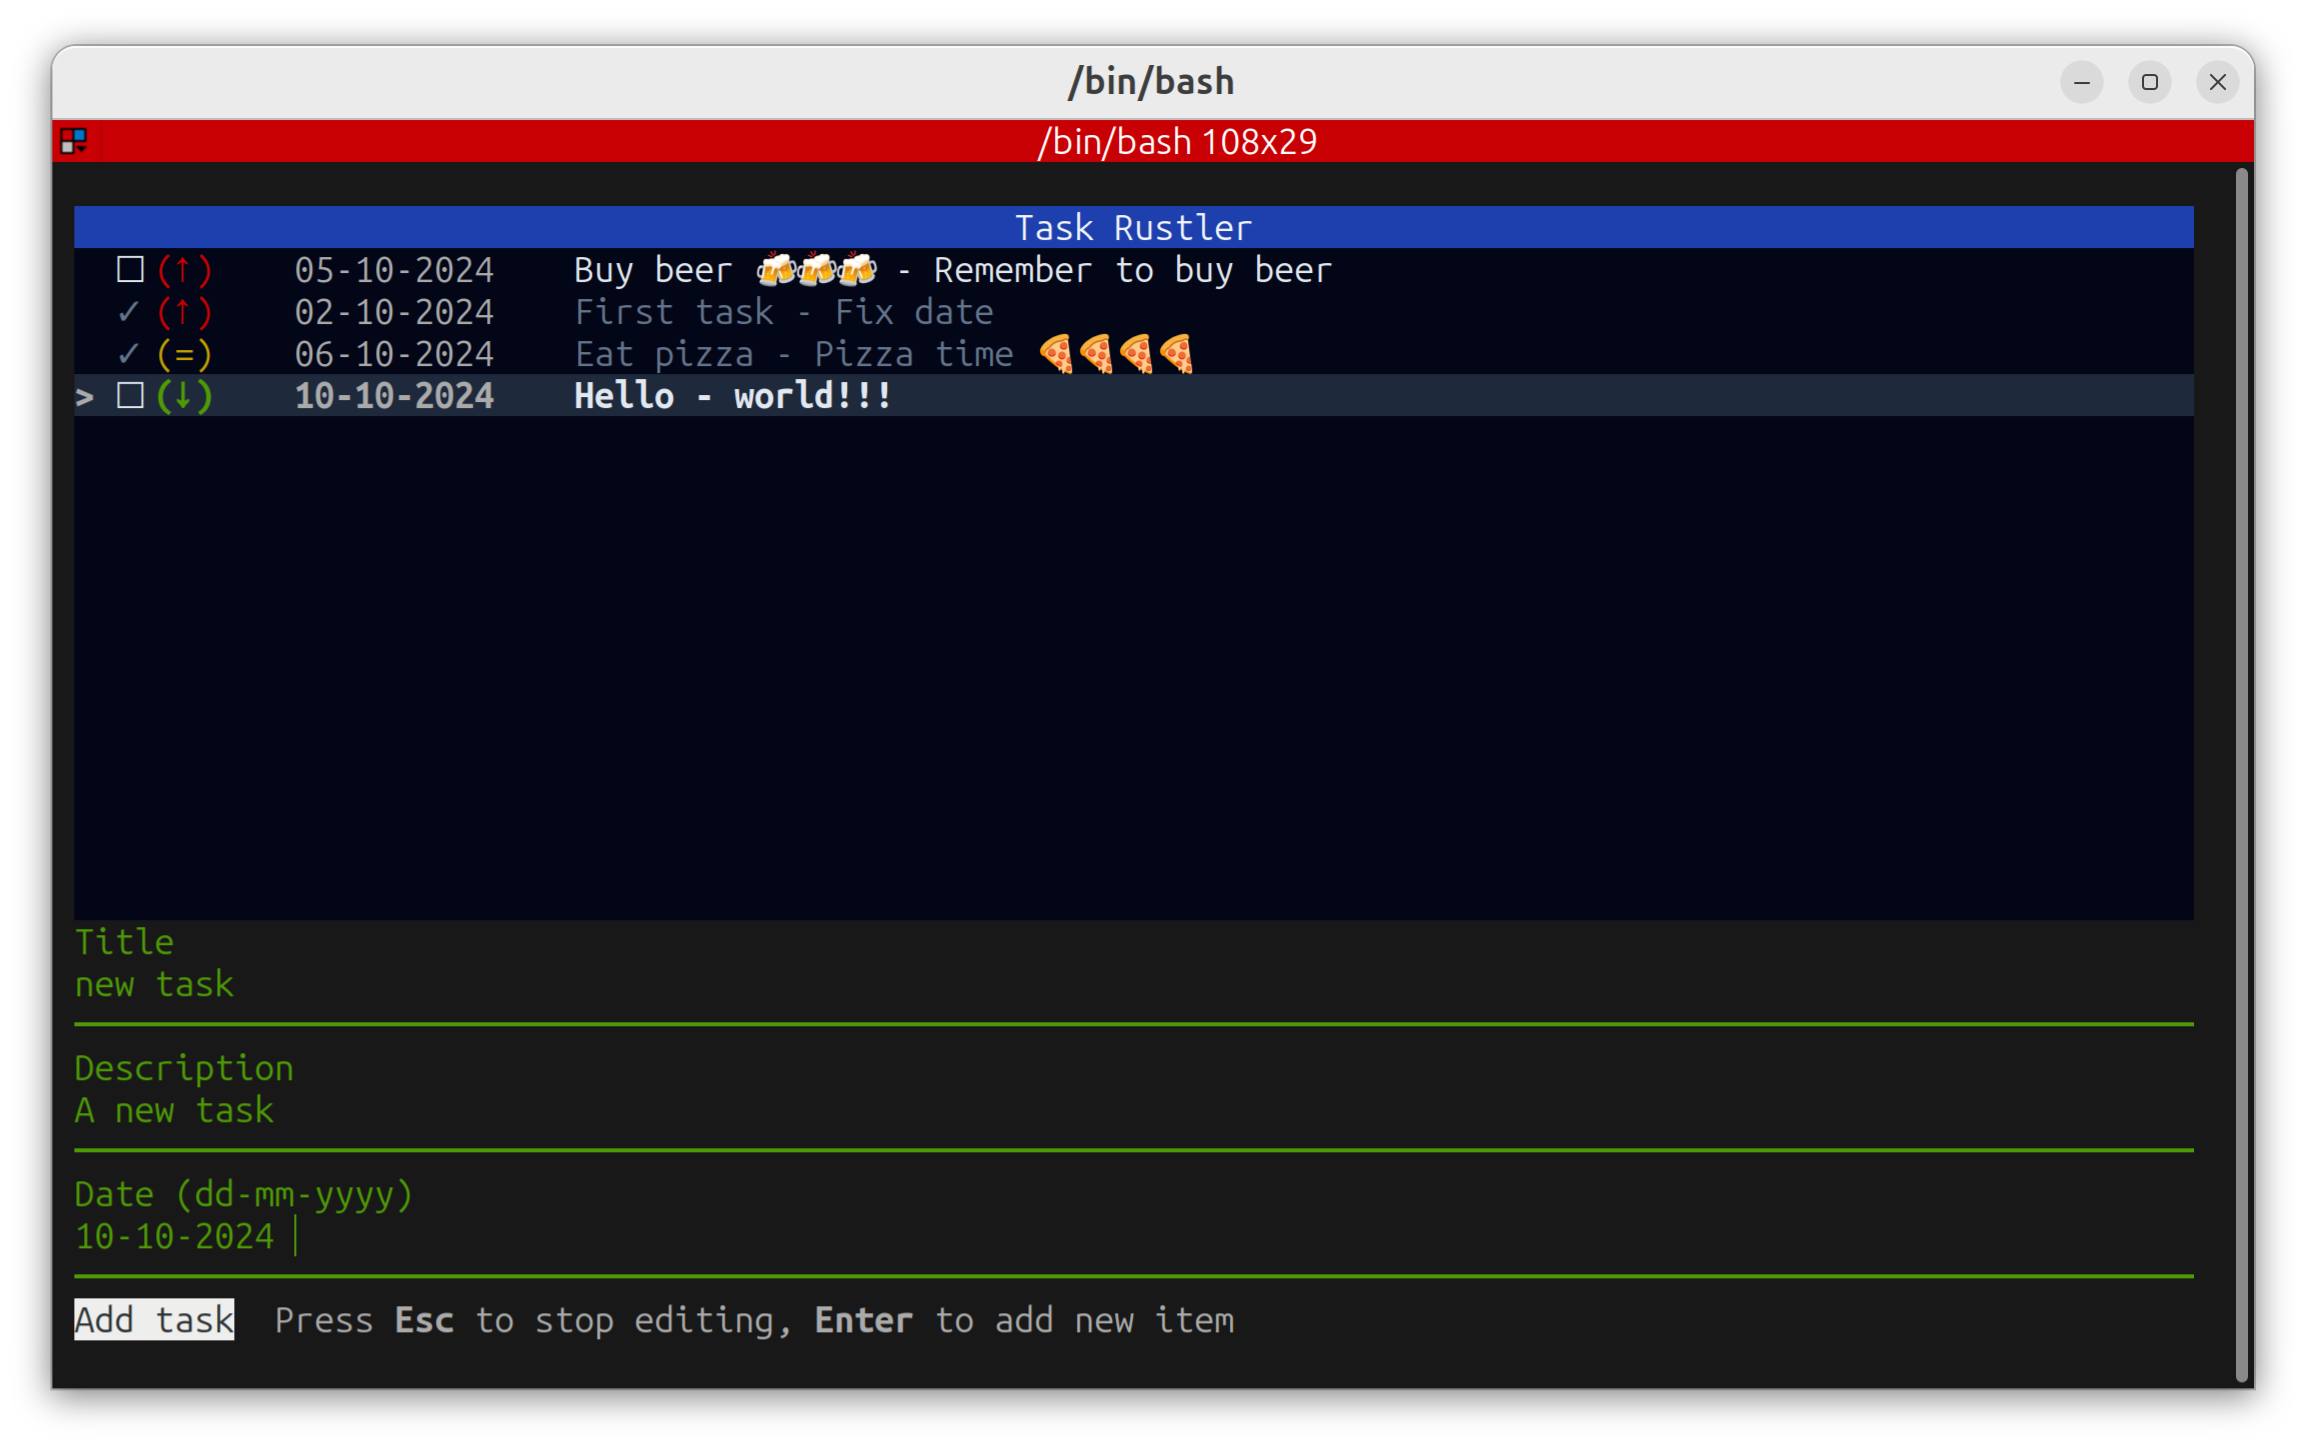 /bin/bash
/bin/bash 108x29
Task Rustler
☐ (↑) 05-10-2024 Buy beer 🍻🍻🍻 - Remember to buy beer
✓ (↑) 02-10-2024 First task - Fix date
✓ (=) 06-10-2024 Eat pizza - Pizza time 🍕🍕🍕🍕
> ☐ (↓) 10-10-2024 Hello - world!!!
Title
new task
Description
A new task
Date (dd-mm-yyyy)
10-10-2024
Add task Press Esc to stop editing, Enter to add new item